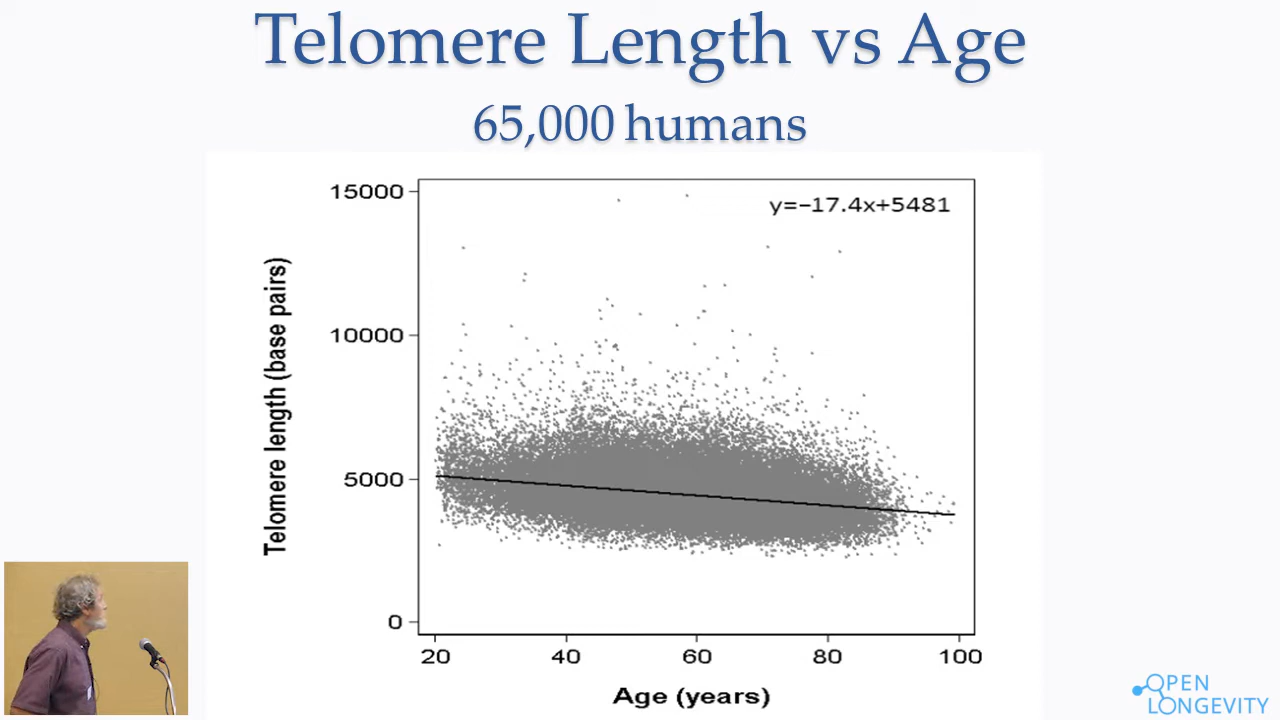 Telomere Length vs Age
65,000 humans
y=−17.4x+5481
Telomere length (base pairs)
15000
10000
5000
0
20 40 60 80 100
Age (years)
OPEN
LONGEVITY